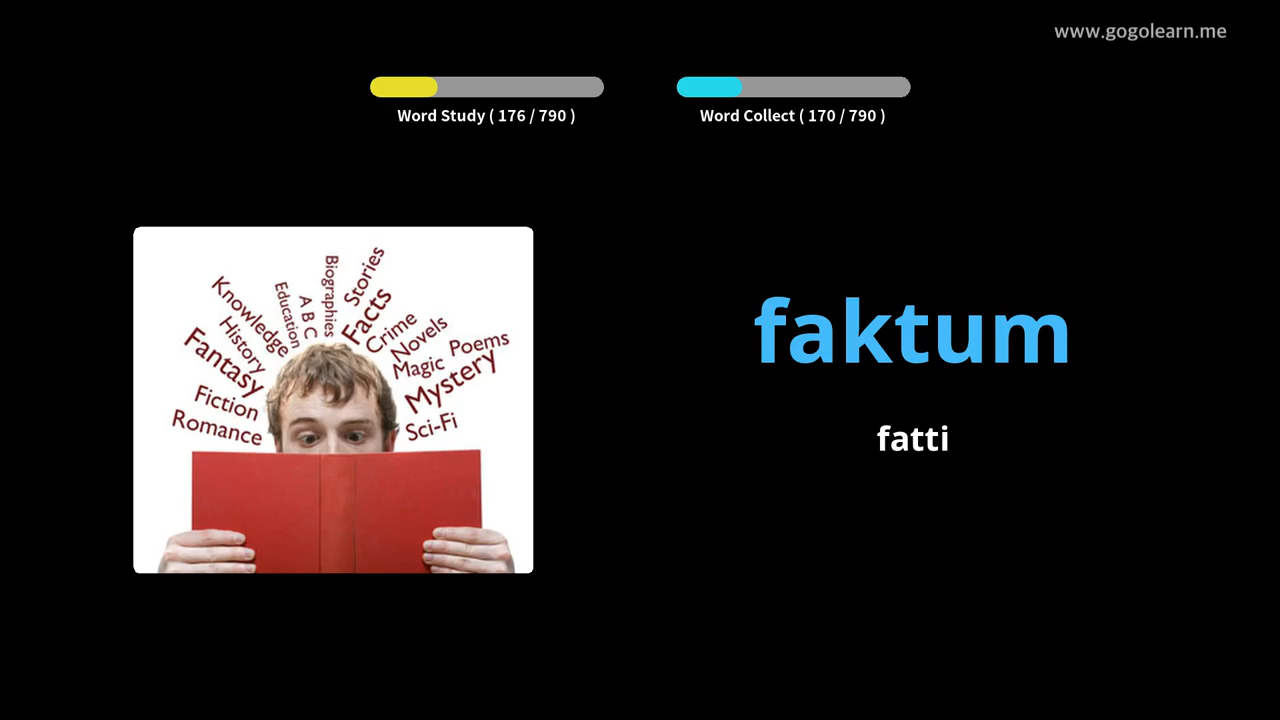 www.gogolearn.me
Word Study ( 176 / 790 )
Word Collect ( 170 / 790 )
Knowledge
History
Fantasy
Fiction
Romance
Education
A B C
Biographies
Stories
Facts
Crime
Novels
Magic
Poems
Mystery
Sci-Fi
faktum
fatti